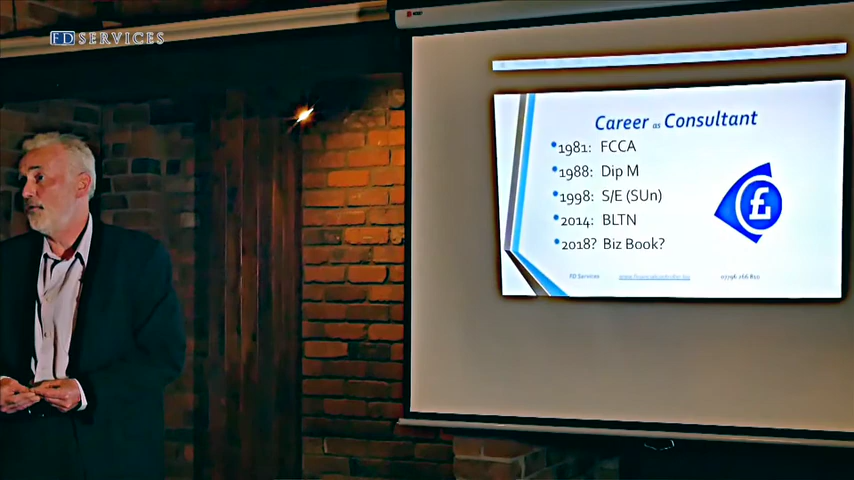 FD SERVICES
Career as Consultant
•1981: FCCA
•1988: Dip M
•1998: S/E (SUn)
•2014: BLTN
•2018? Biz Book?
FD Services
£